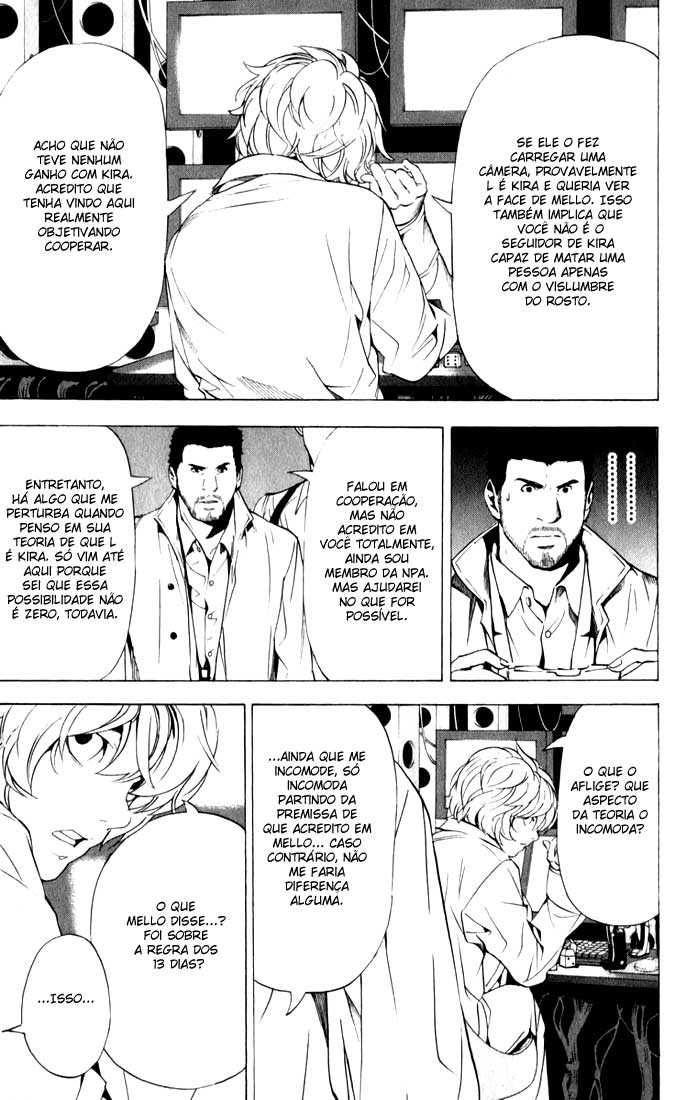 SE ELE O FEZ
CARREGAR UMA
CÂMERA, PROVAVELMENTE
L É KIRA E QUERIA VER
A FACE DE MELLO. ISSO
TAMBÉM IMPLICA QUE
VOCÊ NÃO É O
SEGUIDOR DE KIRA
CAPAZ DE MATAR UMA
PESSOA APENAS
COM O VISLUMBRE
DO ROSTO.
ACHO QUE NÃO
TEVE NENHUM
GANHO COM KIRA.
ACREDITO QUE
TENHA VINDO AQUI
REALMENTE
OBJETIVANDO
COOPERAR.
FALOU EM
COOPERAÇÃO,
MAS NÃO
ACREDITO EM
VOCÊ TOTALMENTE,
AINDA SOU
MEMBRO DA NPA.
MAS AJUDAREI
NO QUE FOR
POSSÍVEL.
ENTRETANTO,
HÁ ALGO QUE ME
PERTURBA QUANDO
PENSO EM SUA
TEORIA DE QUE L
É KIRA. SÓ VIM ATÉ
AQUI PORQUE
SEI QUE ESSA
POSSIBILIDADE NÃO
É ZERO, TODAVIA.
O QUE O
AFLIGE? QUE
ASPECTO
DA TEORIA O
INCOMODA?
...AINDA QUE ME
INCOMODE, SÓ
INCOMODA
PARTINDO DA
PREMISSA DE
QUE ACREDITO EM
MELLO... CASO
CONTRÁRIO, NÃO
ME FARIA
DIFERENÇA
ALGUMA.
O QUE
MELLO DISSE...?
FOI SOBRE
A REGRA DOS
13 DIAS?
...ISSO...